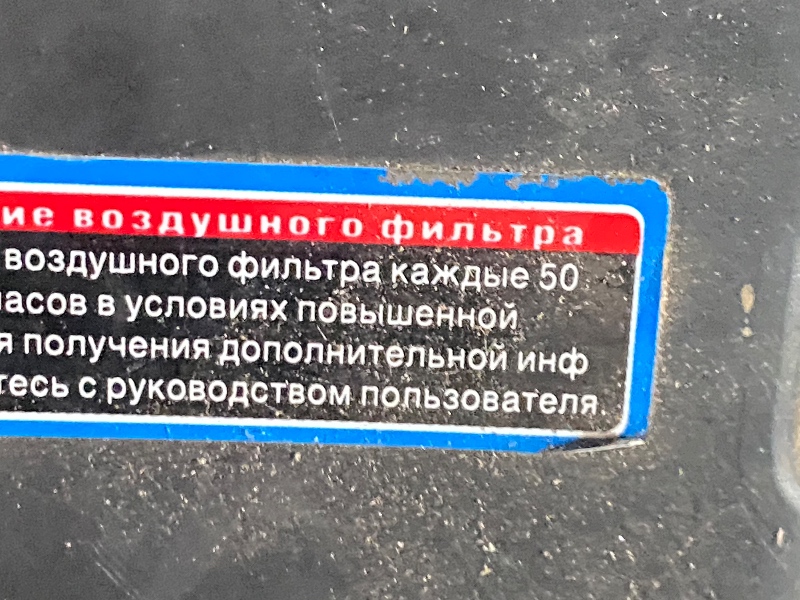 ие воздушного фильтра
воздушного фильтра каждые 50
часов в условиях повышенной
я получения дополнительной инф
тесь с руководством пользователя.